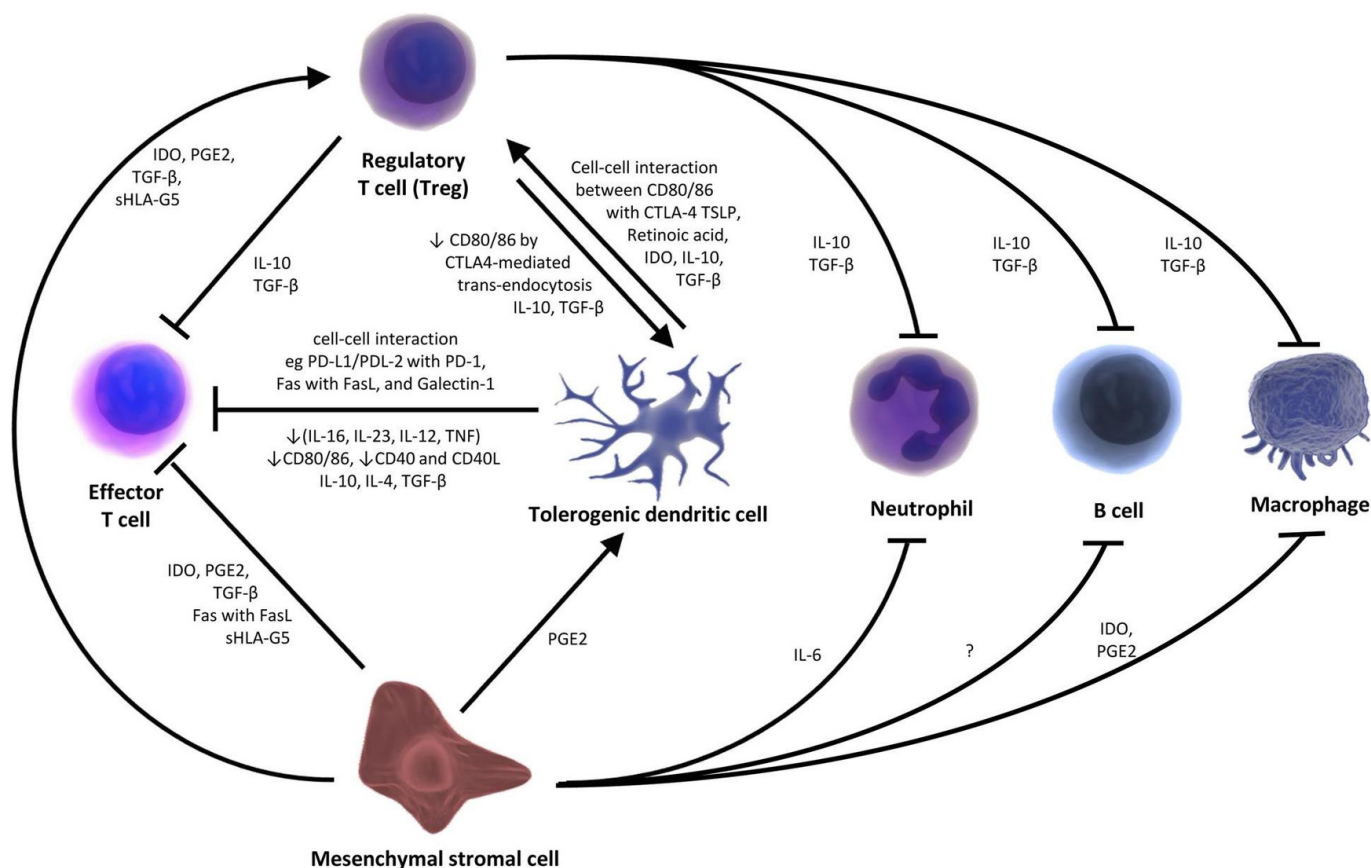 IDO, PGE2,
TGF-β,
sHLA-G5
Regulatory
T cell (Treg)
Cell-cell interaction
between CD80/86
with CTLA-4 TSLP,
Retinoic acid,
IDO, IL-10,
TGF-β
↓ CD80/86 by
CTLA4-mediated
trans-endocytosis
IL-10, TGF-β
IL-10
TGF-β
IL-10
TGF-β
IL-10
TGF-β
IL-10
TGF-β
cell-cell interaction
eg PD-L1/PDL-2 with PD-1,
Fas with FasL, and Galectin-1
↓(IL-16, IL-23, IL-12, TNF)
↓CD80/86, ↓CD40 and CD40L
IL-10, IL-4, TGF-β
Effector
T cell
Tolerogenic dendritic cell
Neutrophil
B cell
Macrophage
IDO, PGE2,
TGF-β
Fas with FasL
sHLA-G5
PGE2
IL-6
?
IDO,
PGE2
Mesenchymal stromal cell